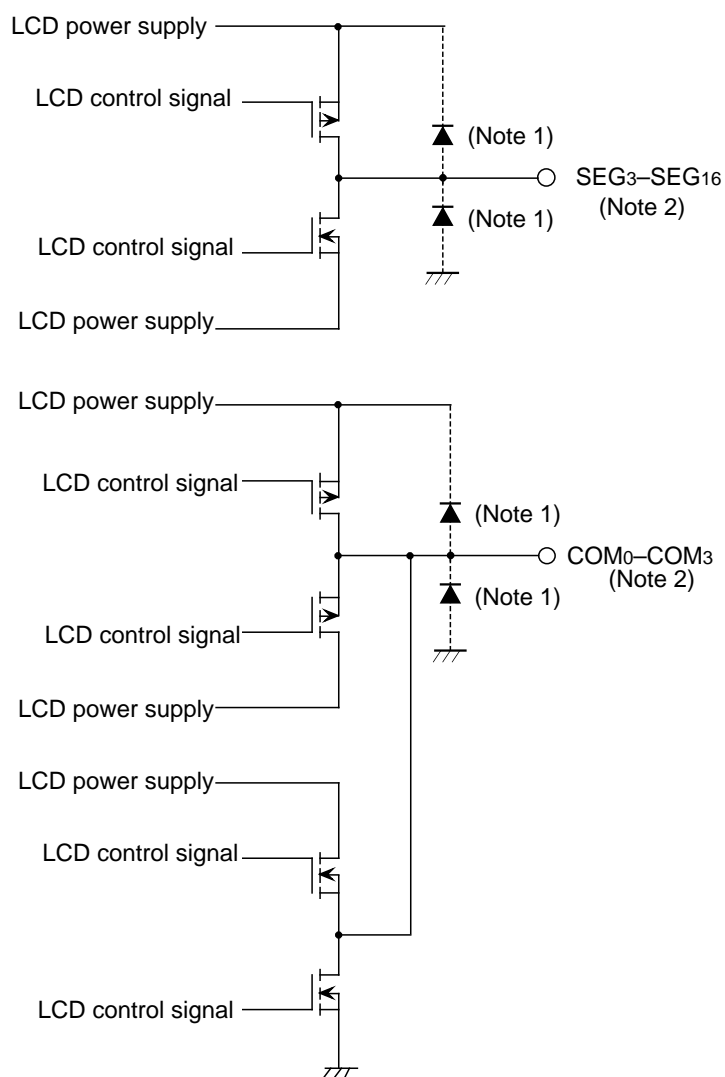 LCD power supply
LCD control signal
(Note 1)
SEG3–SEG16
(Note 2)
(Note 1)
LCD control signal
LCD power supply
LCD power supply
LCD control signal
(Note 1)
COM0–COM3
(Note 2)
(Note 1)
LCD control signal
LCD power supply
LCD power supply
LCD control signal
LCD control signal